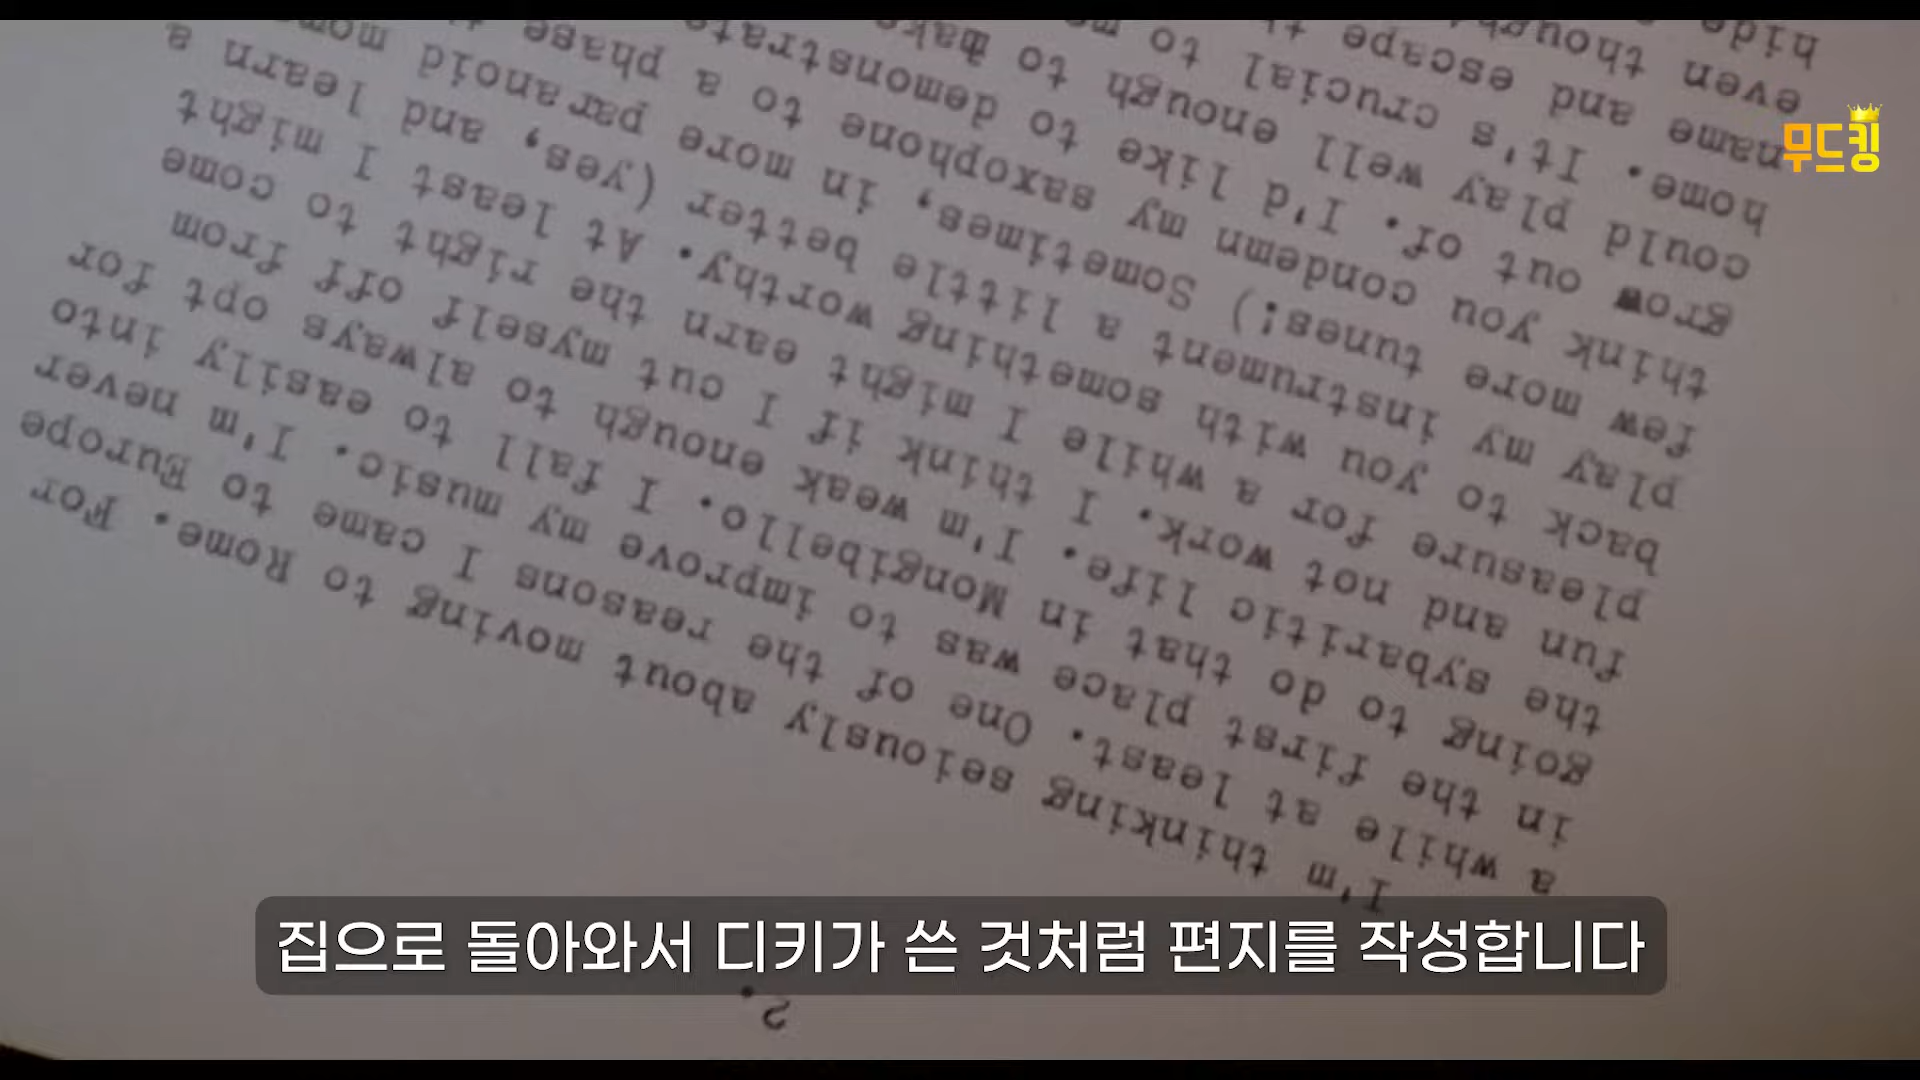 2.
I'm thinking seiously about moving to Rome. For
a while at least. One of the reasons I came to Europe
in the first place was to improve my music. I'm never
going to do that in Mongibello. I fall to easily into
the sybaritic life. I'm weak enough to always opt for
fun and not work. I think if I cut myself off from
pleasure for a while I might earn the right to come
back to you with something worthy. At least I might
play my instrument a little better (yes, and learn a
few more tunes!) Sometimes, in more paranoid mom
think you condemn my saxophone to a phase
grow out of. I'd like to demonstrate
could play well enough to make
home. It's crucial to me
name and escape
even though
hide
무드킹
집으로 돌아와서 디키가 쓴 것처럼 편지를 작성합니다